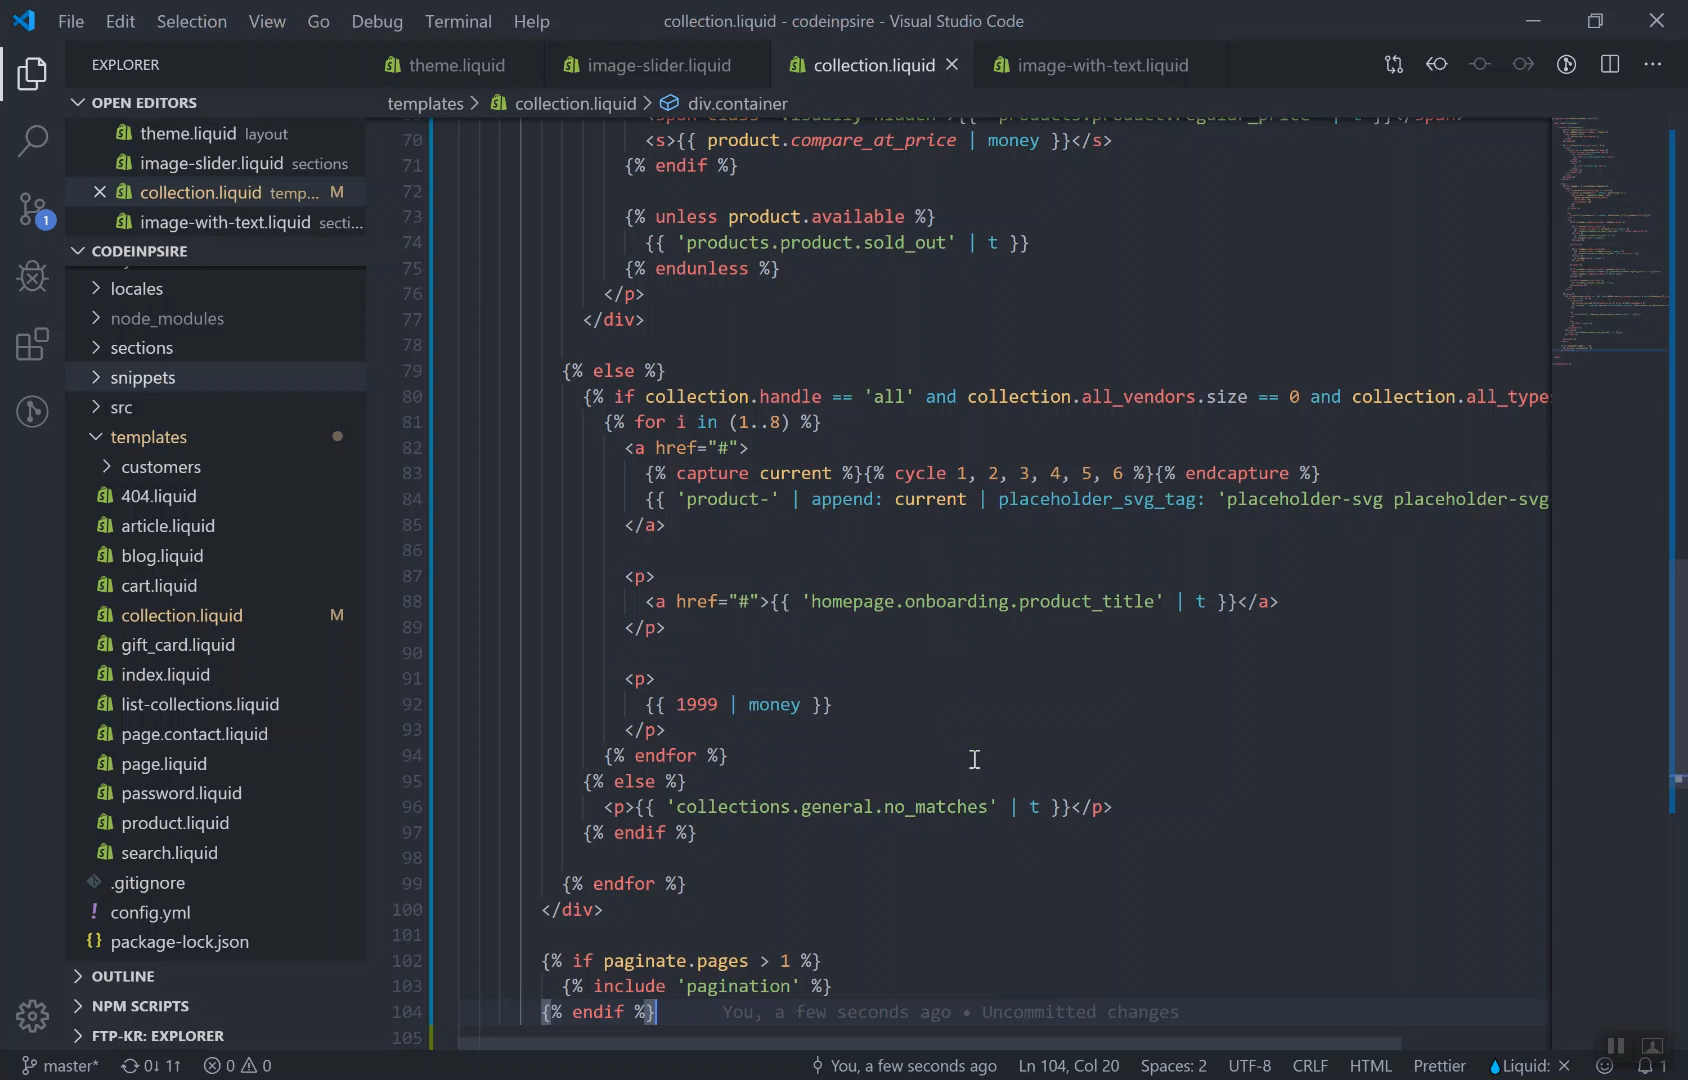 File Edit Selection View Go Debug Terminal Help
collection.liquid - codeinpsire - Visual Studio Code
EXPLORER
theme.liquid
image-slider.liquid
collection.liquid
image-with-text.liquid
OPEN EDITORS
theme.liquid layout
image-slider.liquid sections
collection.liquid temp... M
image-with-text.liquid secti...
1
CODEINPSIRE
locales
node_modules
sections
snippets
src
templates
customers
404.liquid
article.liquid
blog.liquid
cart.liquid
collection.liquid M
gift_card.liquid
index.liquid
list-collections.liquid
page.contact.liquid
page.liquid
password.liquid
product.liquid
search.liquid
.gitignore
config.yml
package-lock.json
OUTLINE
NPM SCRIPTS
FTP-KR: EXPLORER
templates > collection.liquid > div.container
70 <s>{{ product.compare_at_price | money }}</s>
71 {% endif %}
72
73 {% unless product.available %}
74 {{ 'products.product.sold_out' | t }}
75 {% endunless %}
76 </p>
77 </div>
78
79 {% else %}
80 {% if collection.handle == 'all' and collection.all_vendors.size == 0 and collection.all_types
81 {% for i in (1..8) %}
82 <a href="#">
83 {% capture current %}{% cycle 1, 2, 3, 4, 5, 6 %}{% endcapture %}
84 {{ 'product-' | append: current | placeholder_svg_tag: 'placeholder-svg placeholder-svg-
85 </a>
86
87 <p>
88 <a href="#">{{ 'homepage.onboarding.product_title' | t }}</a>
89 </p>
90
91 <p>
92 {{ 1999 | money }}
93 </p>
94 {% endfor %}
95 {% else %}
96 <p>{{ 'collections.general.no_matches' | t }}</p>
97 {% endif %}
98
99 {% endfor %}
100 </div>
101
102 {% if paginate.pages > 1 %}
103 {% include 'pagination' %}
104 {% endif %} You, a few seconds ago • Uncommitted changes
105
master* 0↓ 1↑ 0 0 You, a few seconds ago Ln 104, Col 20 Spaces: 2 UTF-8 CRLF HTML Prettier Liquid: 1